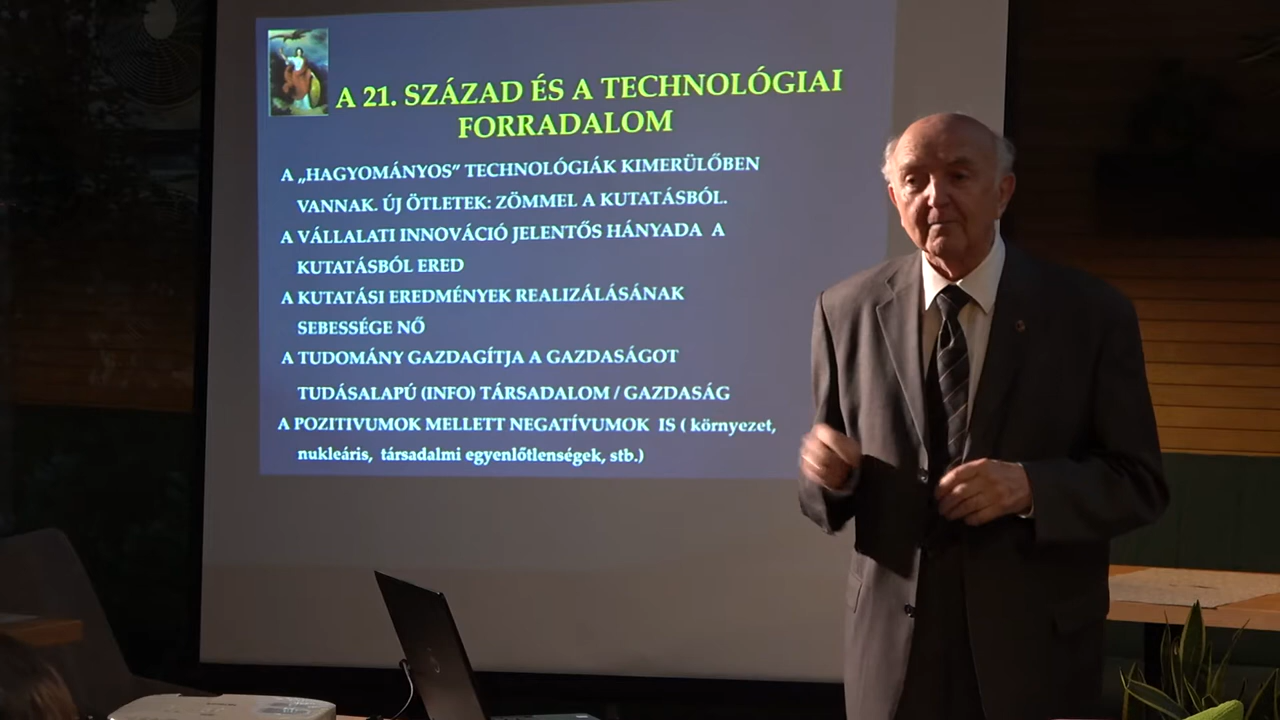 A 21. SZÁZAD ÉS A TECHNOLÓGIAI
FORRADALOM
A „HAGYOMÁNYOS” TECHNOLÓGIÁK KIMERÜLŐBEN
VANNAK. ÚJ ÖTLETEK: ZÖMMEL A KUTATÁSBÓL.
A VÁLLALATI INNOVÁCIÓ JELENTŐS HÁNYADA A
KUTATÁSBÓL ERED
A KUTATÁSI EREDMÉNYEK REALIZÁLÁSÁNAK
SEBESSÉGE NŐ
A TUDOMÁNY GAZDAGÍTJA A GAZDASÁGOT
TUDÁSALAPÚ (INFO) TÁRSADALOM / GAZDASÁG
A POZITIVUMOK MELLETT NEGATÍVUMOK IS ( környezet,
nukleáris, társadalmi egyenlőtlenségek, stb.)